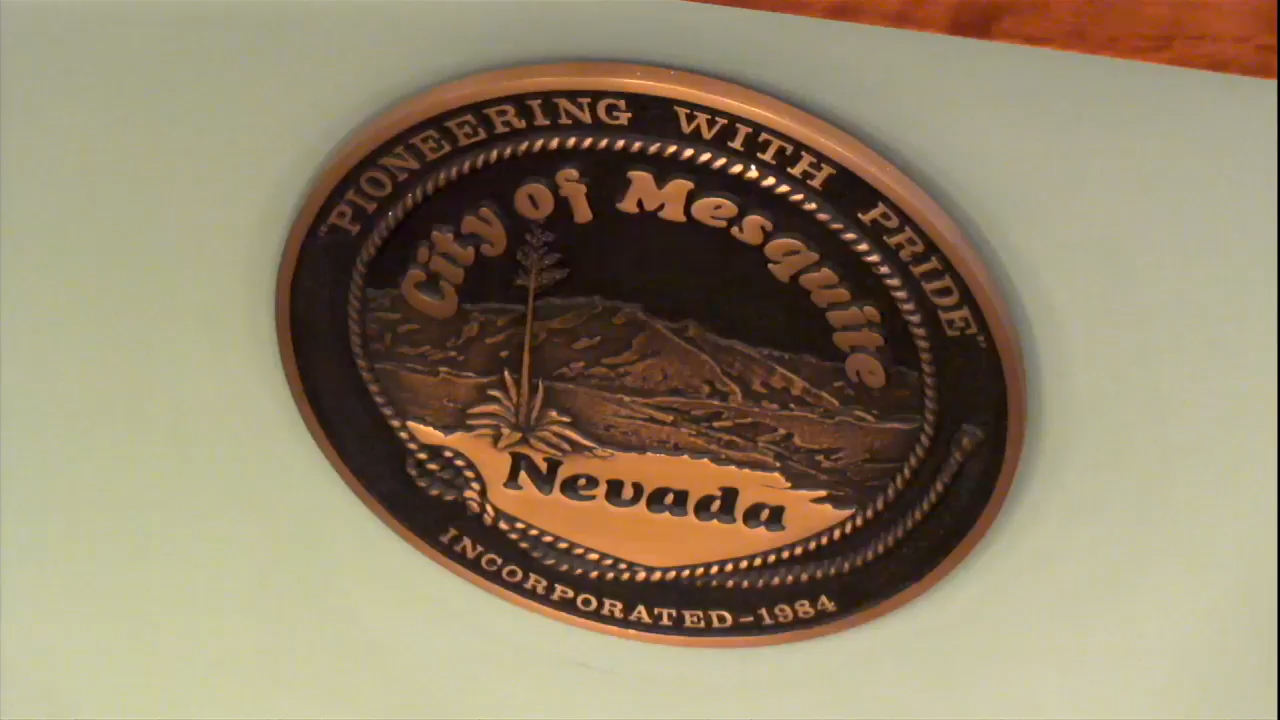 "PIONEERING WITH PRIDE"
City of Mesquite
Nevada
INCORPORATED-1984